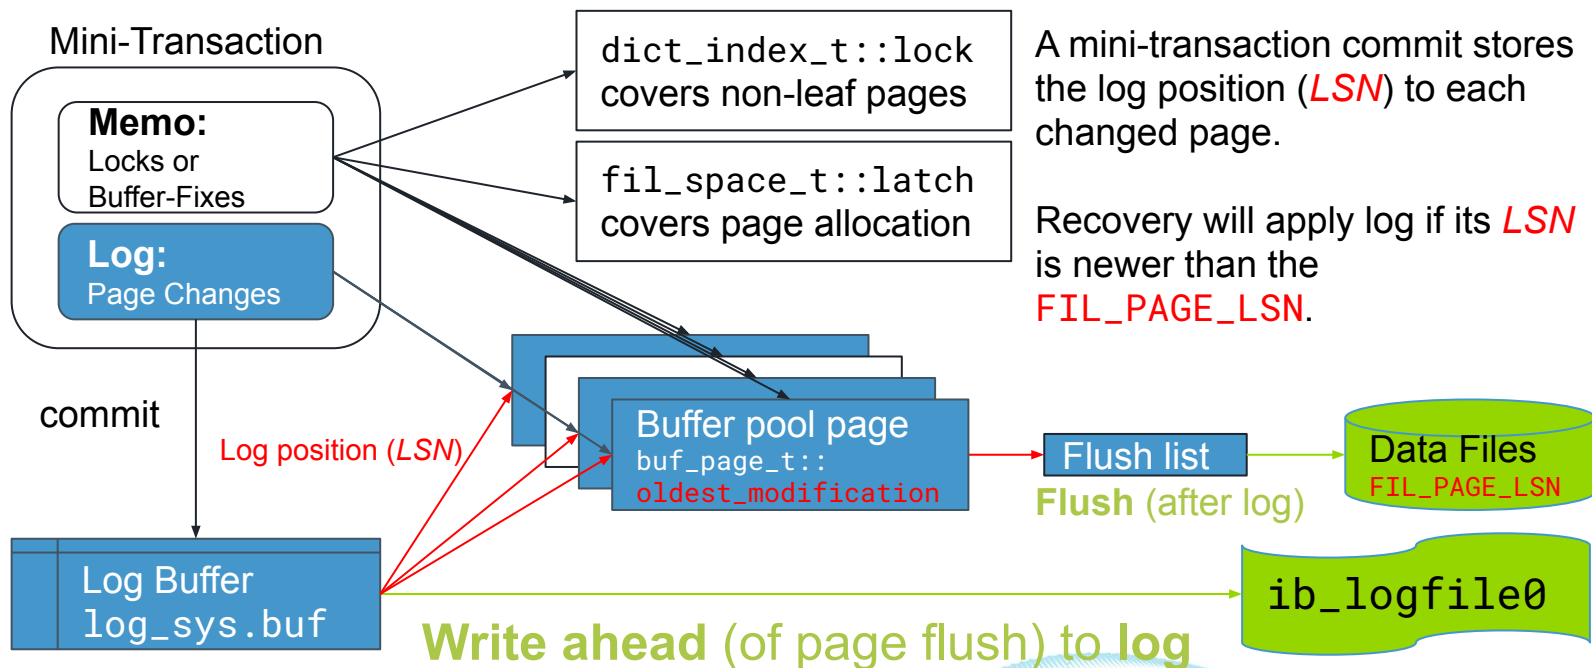 Mini-Transaction
Memo:
Locks or
Buffer-Fixes
Log:
Page Changes
dict_index_t::lock
covers non-leaf pages
fil_space_t::latch
covers page allocation
A mini-transaction commit stores
the log position (LSN) to each
changed page.
Recovery will apply log if its LSN
is newer than the
FIL_PAGE_LSN.
commit
Log position (LSN)
Buffer pool page
buf_page_t::
oldest_modification
Flush list
Flush (after log)
Data Files
FIL_PAGE_LSN
Log Buffer
log_sys.buf
ib_logfile0
Write ahead (of page flush) to log